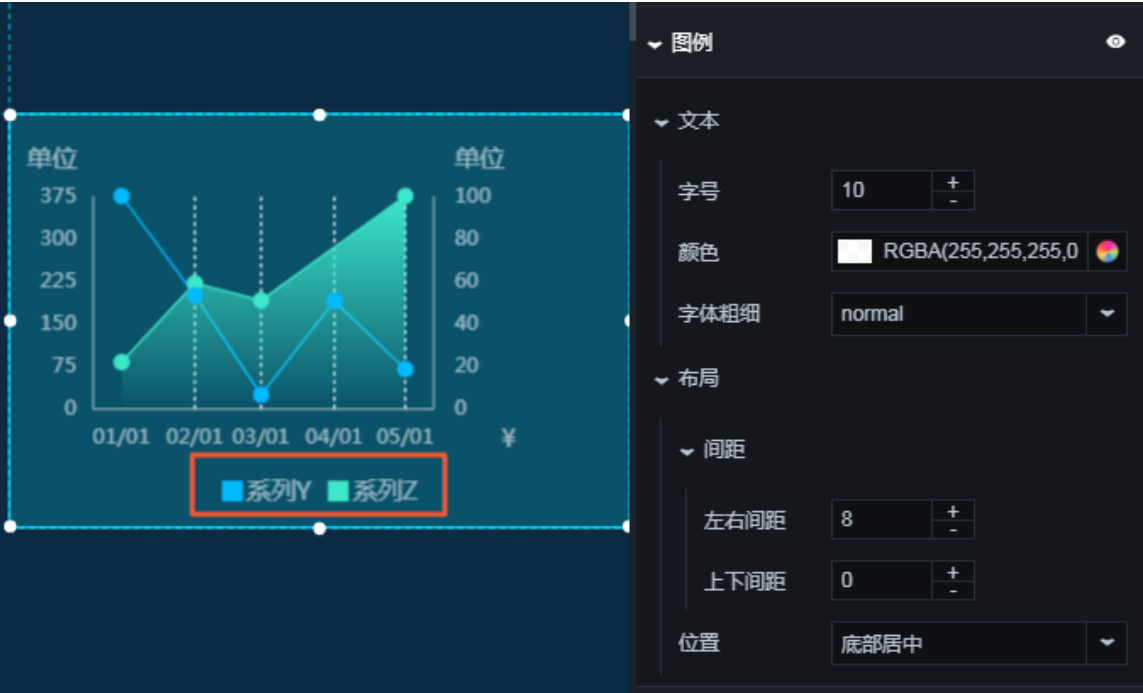 单位 单位
375 100
300 80
225 60
150 40
75 20
0 0
01/01 02/01 03/01 04/01 05/01 ¥
系列Y 系列Z
图例
文本
字号 10 + -
颜色 RGBA(255,255,255,0
字体粗细 normal
布局
间距
左右间距 8 + -
上下间距 0 + -
位置 底部居中